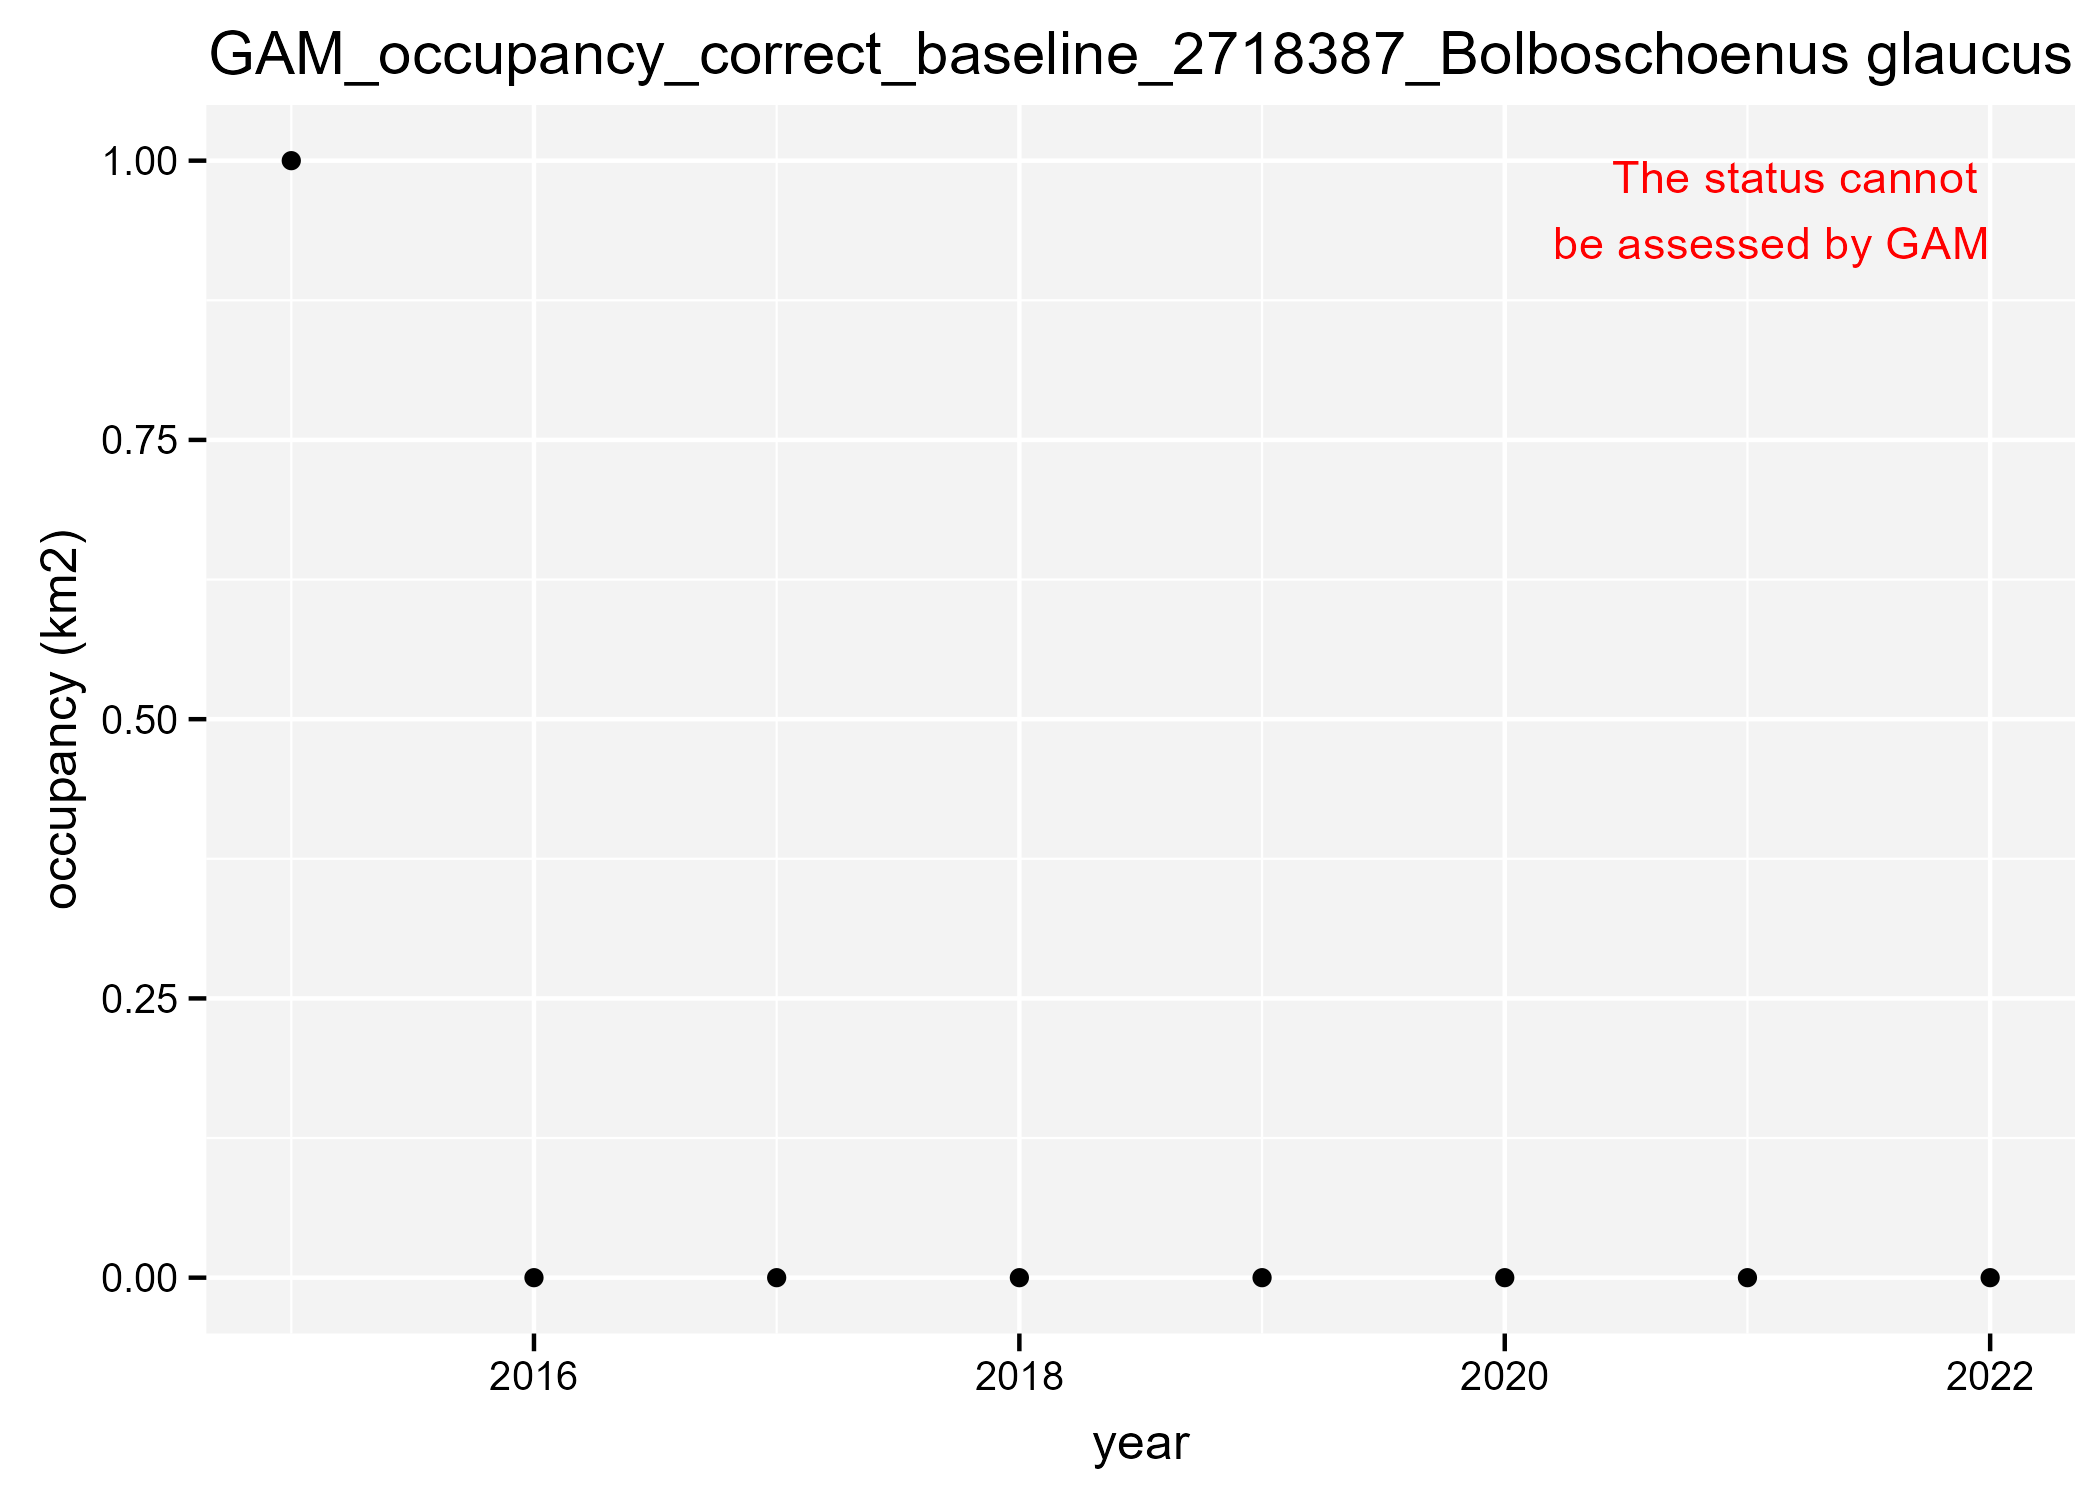 GAM_occupancy_correct_baseline_2718387_Bolboschoenus glaucus
The status cannot
be assessed by GAM
1.00
0.75
0.50
0.25
0.00
occupancy (km2)
2016 2018 2020 2022
year